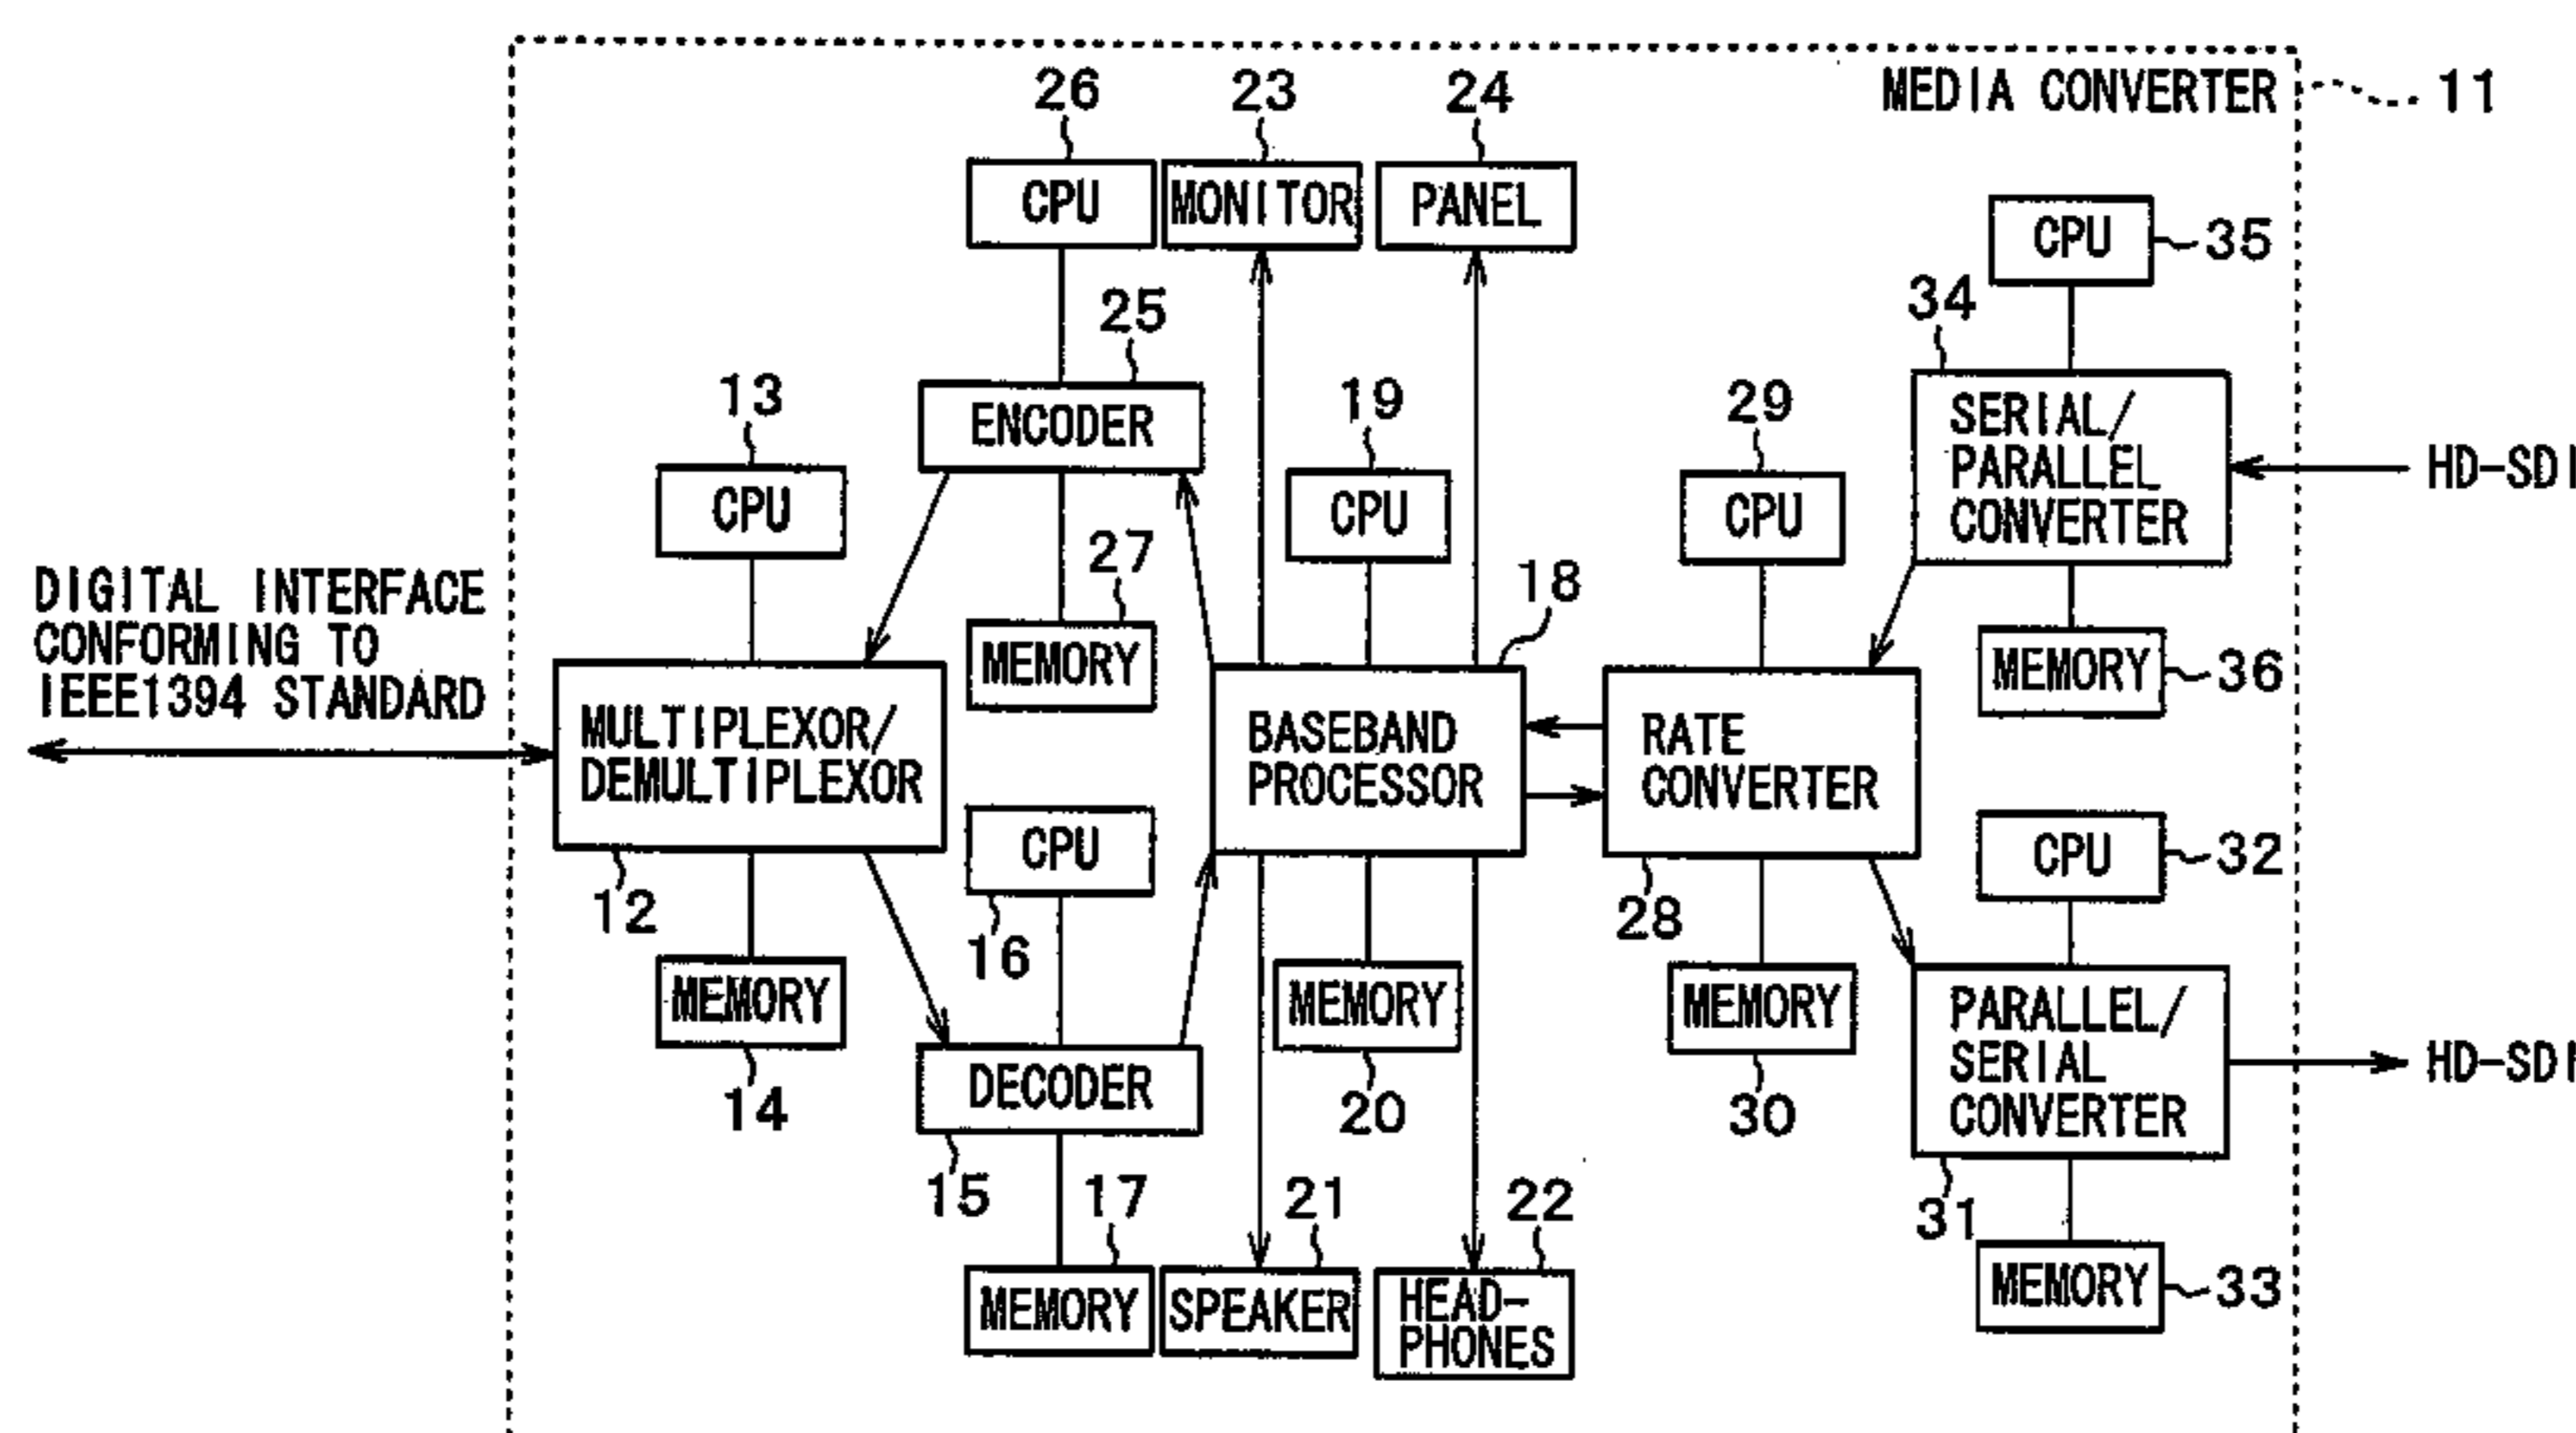 MEDIA CONVERTER
11
26
23
24
CPU
MONITOR
PANEL
CPU
35
25
34
13
ENCODER
19
29
SERIAL/
PARALLEL
CONVERTER
HD-SDI
CPU
CPU
CPU
27
18
DIGITAL INTERFACE
CONFORMING TO
IEEE1394 STANDARD
MEMORY
MEMORY
36
MULTIPLEXOR/
DEMULTIPLEXOR
BASEBAND
PROCESSOR
RATE
CONVERTER
CPU
CPU
32
12
16
28
MEMORY
MEMORY
MEMORY
PARALLEL/
SERIAL
CONVERTER
HD-SDI
14
DECODER
20
30
15
17
21
22
31
MEMORY
SPEAKER
HEAD-
PHONES
MEMORY
33